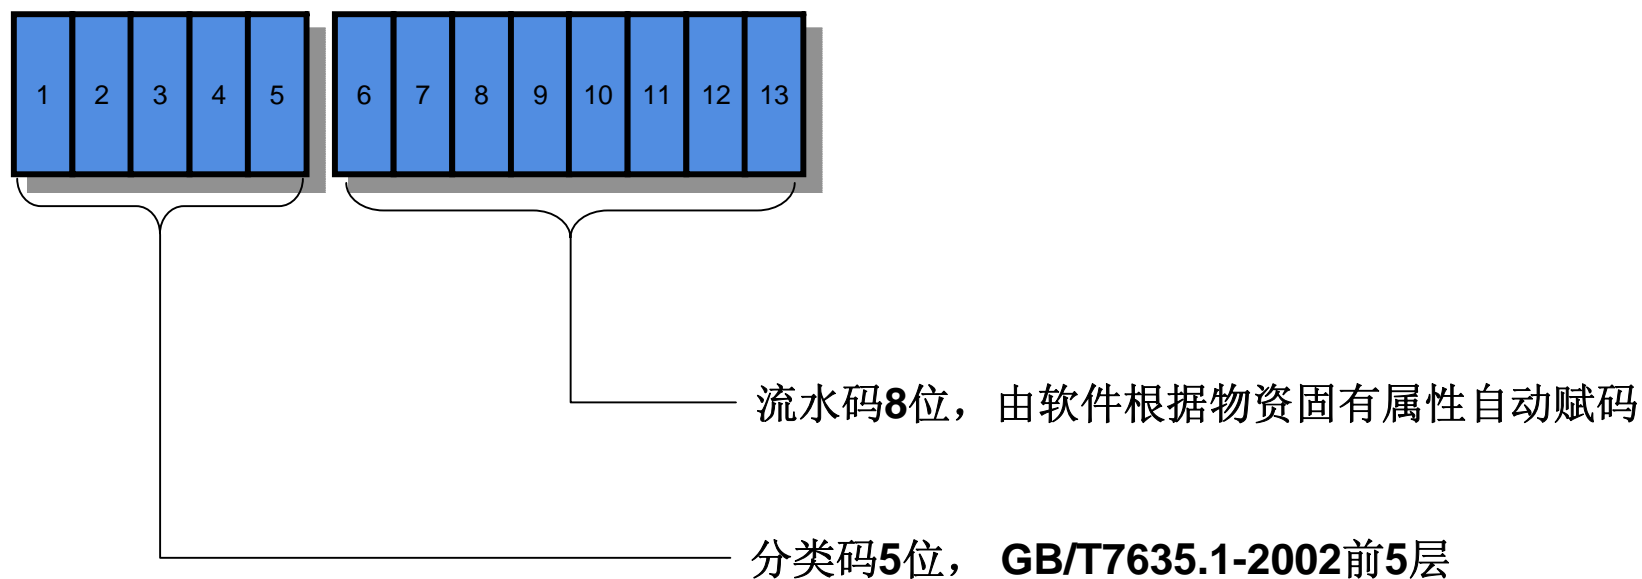 1 2 3 4 5 6 7 8 9 10 11 12 13
流水码8位，由软件根据物资固有属性自动赋码
分类码5位， GB/T7635.1-2002前5层